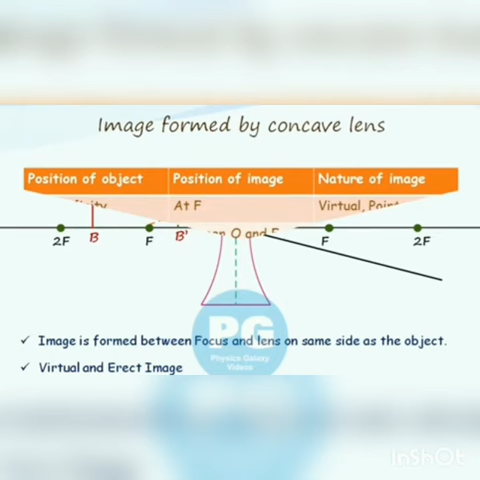 Image formed by concave lens
Position of object Position of image Nature of image
At F Virtual,
O and F
2F B F B' F 2F
✓ Image is formed between Focus and lens on same side as the object.
✓ Virtual and Erect Image
PG
Physics Galaxy
Videos
InShOt